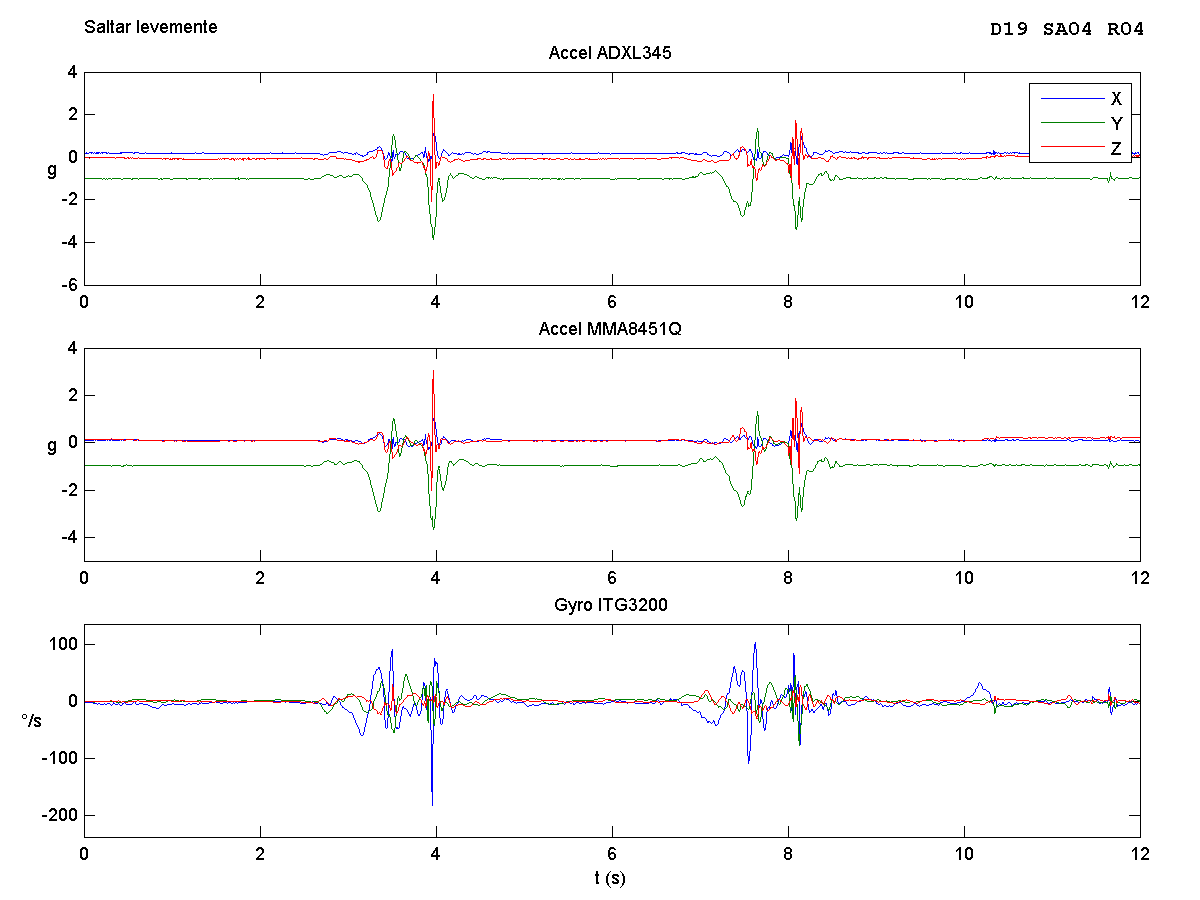 Saltar levemente
D19 SA04 R04
Accel ADXL345
4
2
0
-2
-4
-6
g
X
Y
Z
0 2 4 6 8 10 12
Accel MMA8451Q
4
2
0
-2
-4
g
0 2 4 6 8 10 12
Gyro ITG3200
100
0
-100
-200
°/s
0 2 4 6 8 10 12
t (s)